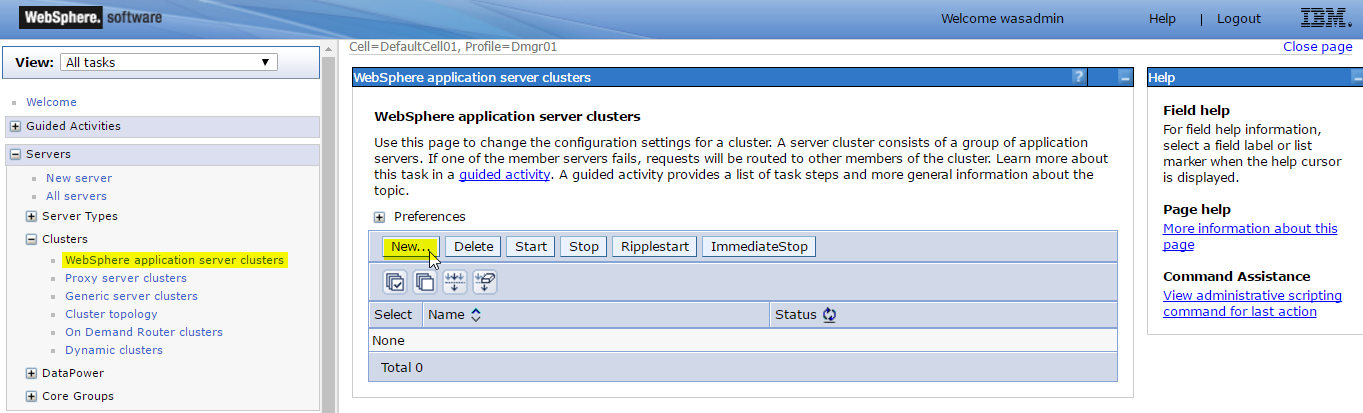 WebSphere. software
Welcome wasadmin
Help | Logout
IBM.
View: All tasks
Welcome
Guided Activities
Servers
New server
All servers
Server Types
Clusters
WebSphere application server clusters
Proxy server clusters
Generic server clusters
Cluster topology
On Demand Router clusters
Dynamic clusters
DataPower
Core Groups
Cell=DefaultCell01, Profile=Dmgr01
Close page
WebSphere application server clusters
?
WebSphere application server clusters
Use this page to change the configuration settings for a cluster. A server cluster consists of a group of application
servers. If one of the member servers fails, requests will be routed to other members of the cluster. Learn more about
this task in a guided activity. A guided activity provides a list of task steps and more general information about the
topic.
Preferences
New... Delete Start Stop Ripplestart ImmediateStop
Select Name Status
None
Total 0
Help
Field help
For field help information,
select a field label or list
marker when the help cursor
is displayed.
Page help
More information about this
page
Command Assistance
View administrative scripting
command for last action